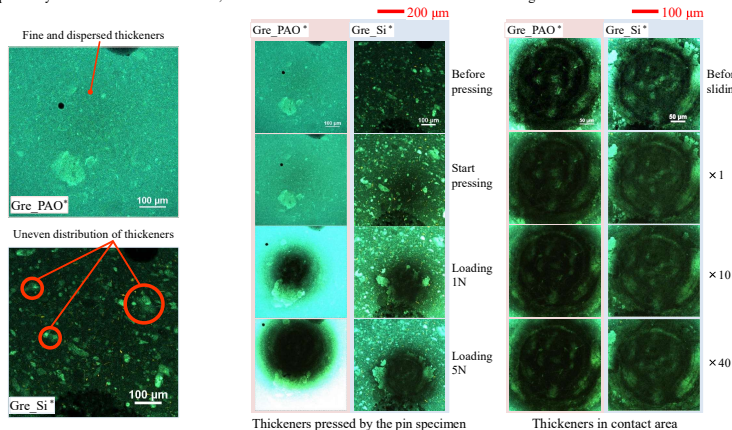 200 μm
100 μm
Fine and dispersed thickeners
100 μm
Gre_PAO*
Uneven distribution of thickeners
100 μm
Gre_Si*
Gre_PAO*
Gre_Si*
100 μm
100 μm
Before
pressing
Start
pressing
Loading
1N
Loading
5N
Thickeners pressed by the pin specimen
Gre_PAO*
Gre_Si*
50 μm
50 μm
Befor
slidin
×1
×10
×40
Thickeners in contact area